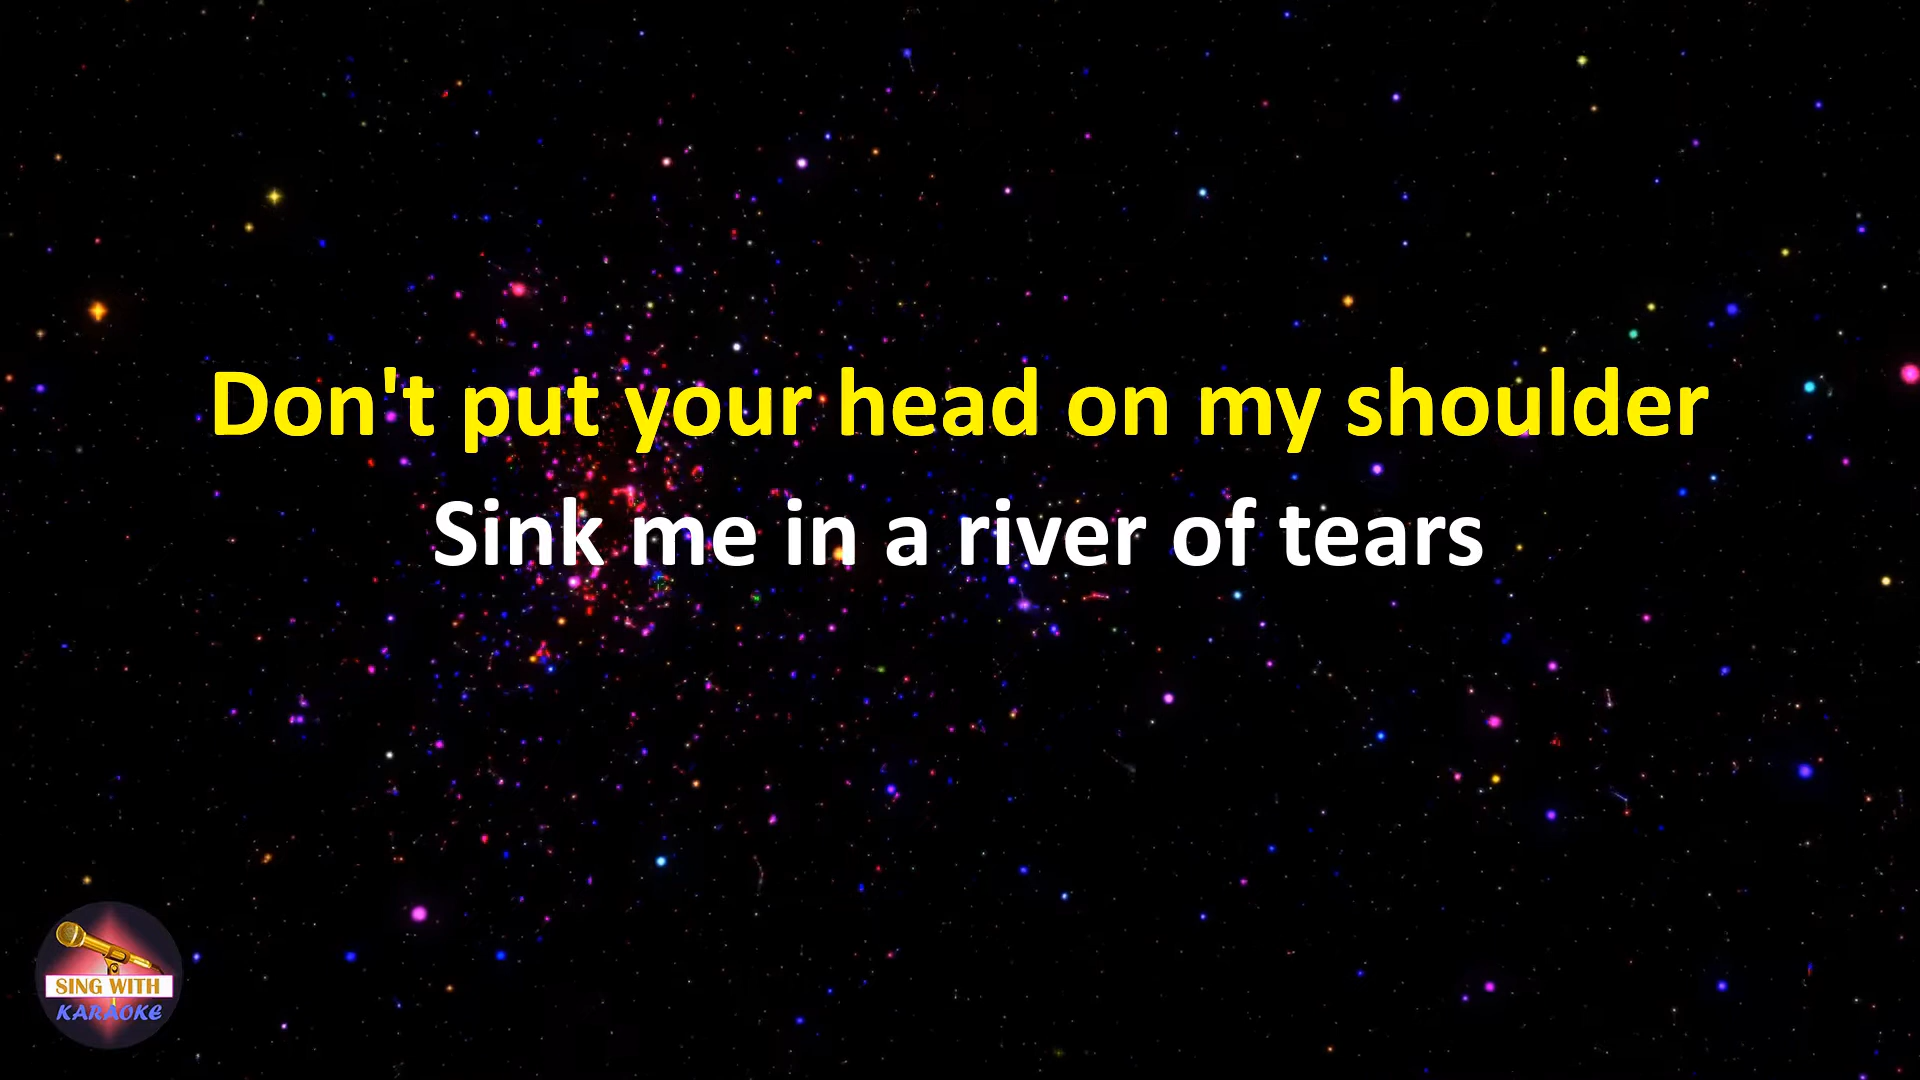 Don't put your head on my shoulder
Sink me in a river of tears
SING WITH
KARAOKE